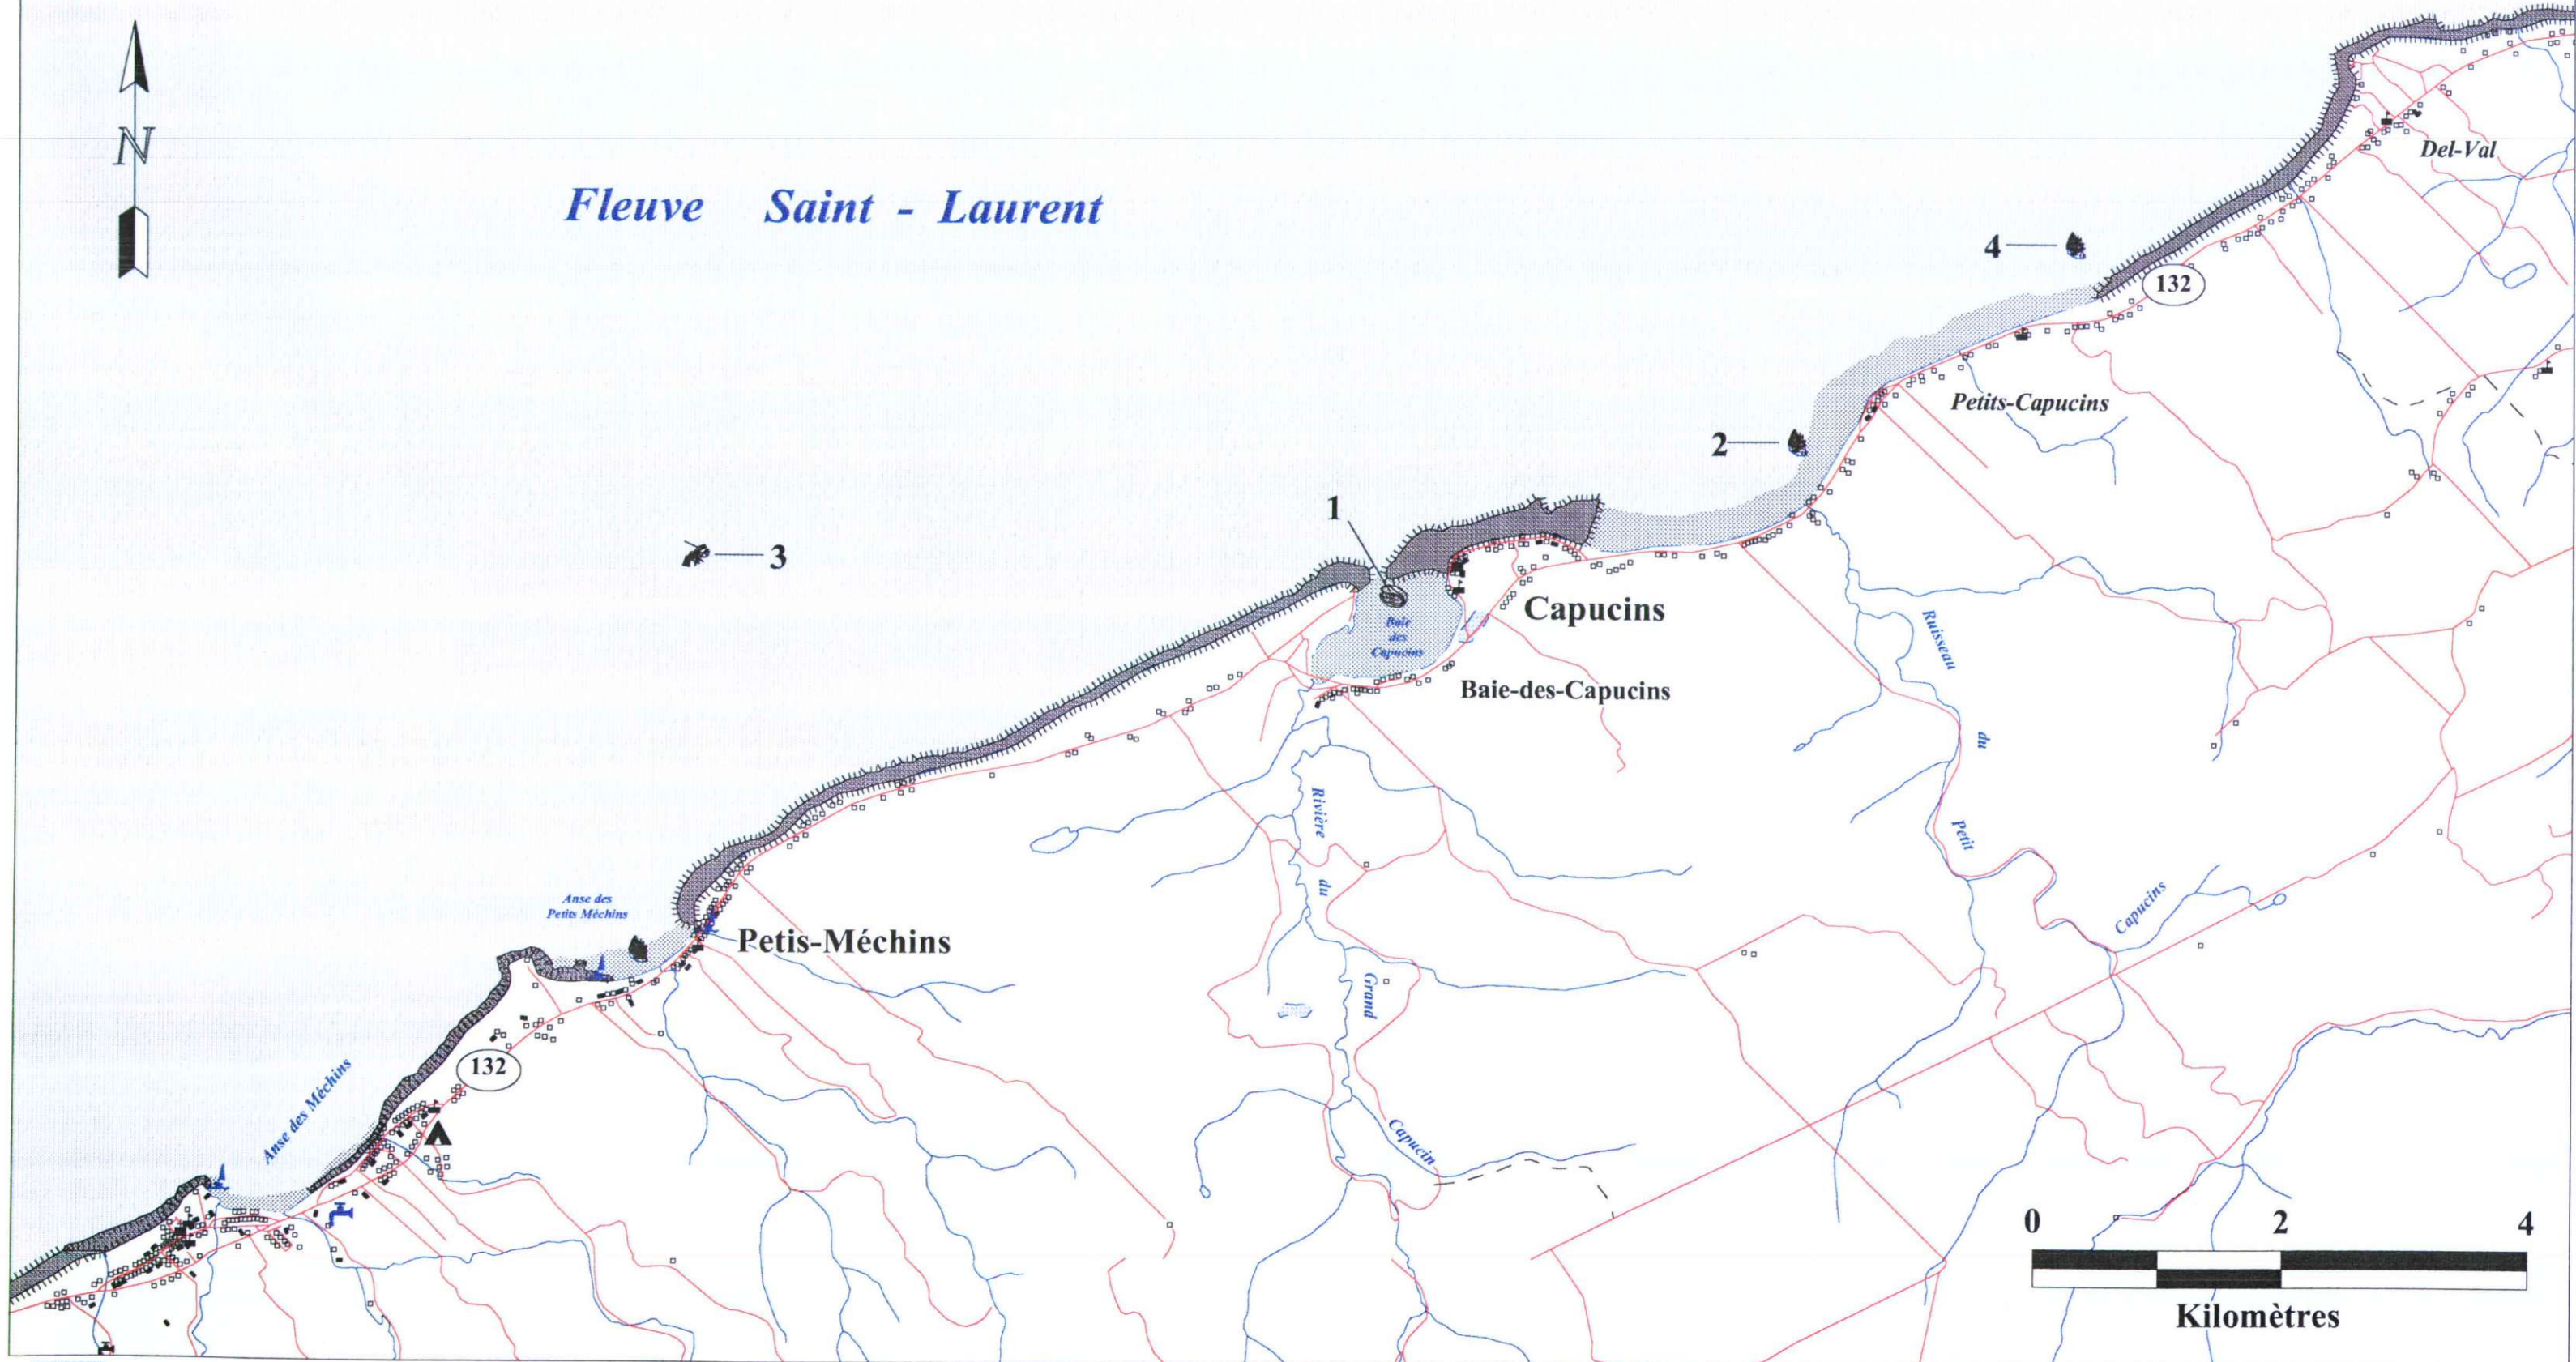 N
Fleuve Saint - Laurent
Del-Val
4
132
Petits-Capucins
2
1
3
Capucins
Baie
des
Capucins
Baie-des-Capucins
Ruisseau
du
Petit
Capucins
Rivière
du
Grand
Capucin
Anse des
Petits Méchins
Petis-Méchins
132
Anse des Méchins
0 2 4
Kilomètres